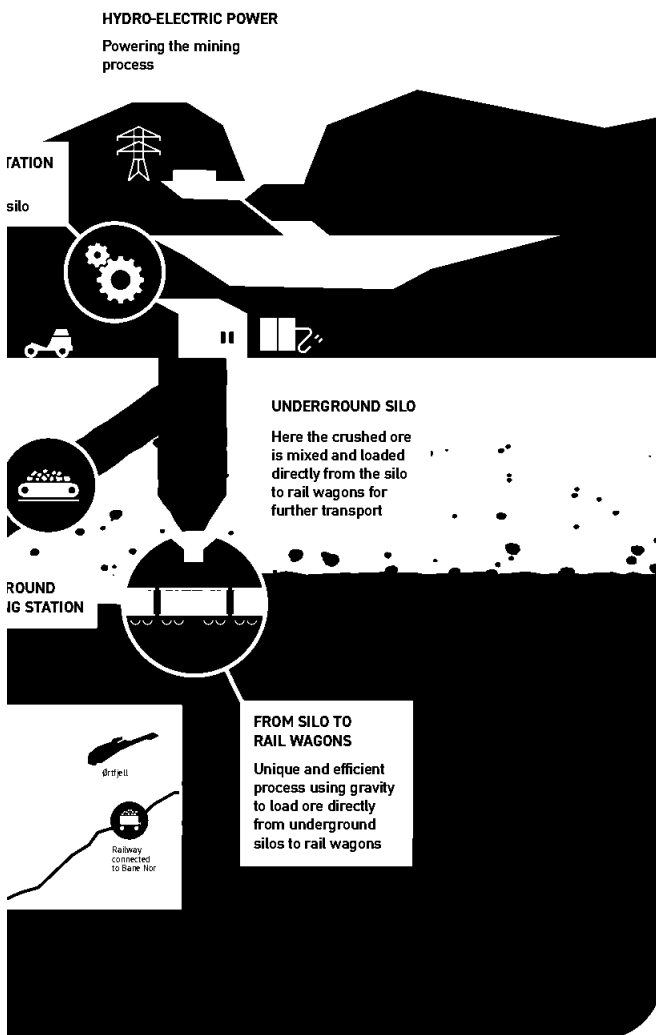 HYDRO-ELECTRIC POWER
Powering the mining
process
TATION
silo
UNDERGROUND SILO
Here the crushed ore
is mixed and loaded
directly from the silo
to rail wagons for
further transport
ROUND
NG STATION
FROM SILO TO
RAIL WAGONS
Unique and efficient
process using gravity
to load ore directly
from underground
silos to rail wagons
Ørtfjell
Railway
connected
to Bane Nor